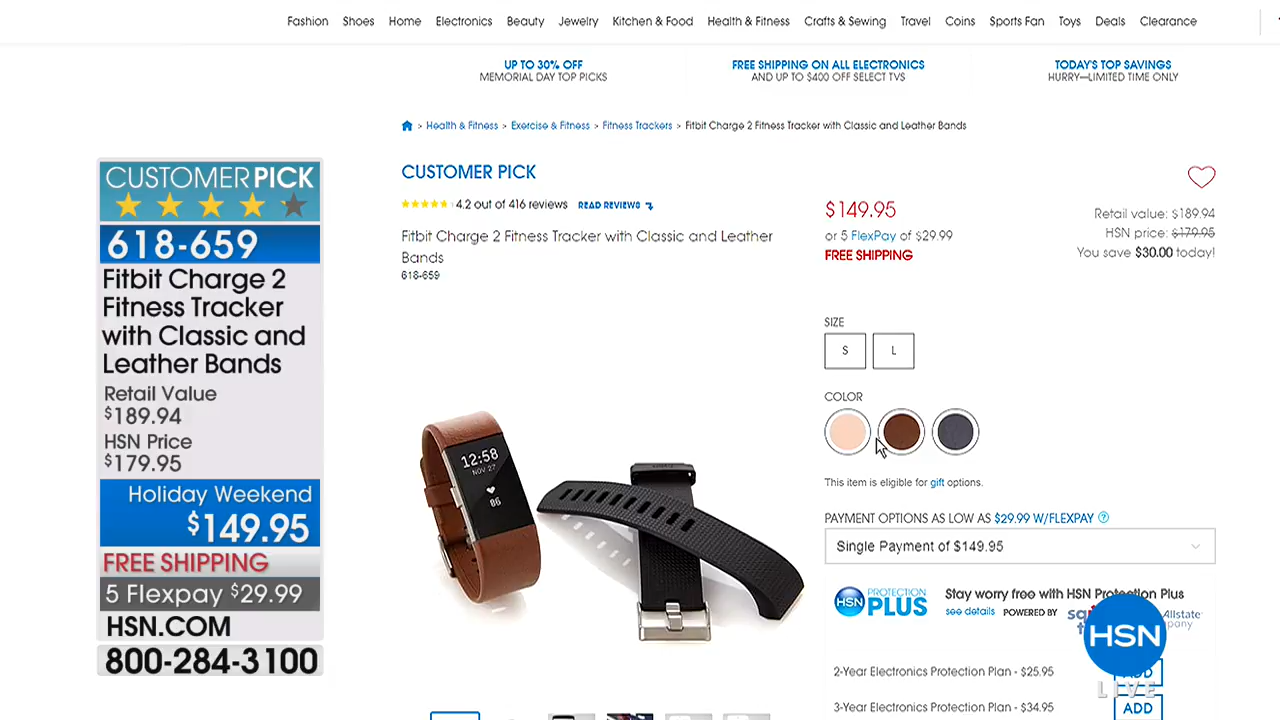 Fashion Shoes Home Electronics Beauty Jewelry Kitchen & Food Health & Fitness Crafts & Sewing Travel Coins Sports Fan Toys Deals Clearance
UP TO 30% OFF
MEMORIAL DAY TOP PICKS
FREE SHIPPING ON ALL ELECTRONICS
AND UP TO $400 OFF SELECT TVS
TODAY'S TOP SAVINGS
HURRY—LIMITED TIME ONLY
> Health & Fitness > Exercise & Fitness > Fitness Trackers > Fitbit Charge 2 Fitness Tracker with Classic and Leather Bands
CUSTOMER PICK
618-659
Fitbit Charge 2
Fitness Tracker
with Classic and
Leather Bands
Retail Value
$189.94
HSN Price
$179.95
Holiday Weekend
$149.95
FREE SHIPPING
5 Flexpay $29.99
HSN.COM
800-284-3100
CUSTOMER PICK
4.2 out of 416 reviews READ REVIEWS
Fitbit Charge 2 Fitness Tracker with Classic and Leather
Bands
618-659
12:58
NOV 27
86
$149.95
or 5 FlexPay of $29.99
FREE SHIPPING
Retail value: $189.94
HSN price: $179.95
You save $30.00 today!
SIZE
S L
COLOR
This item is eligible for gift options.
PAYMENT OPTIONS AS LOW AS $29.99 W/FLEXPAY ?
Single Payment of $149.95
HSN PROTECTION PLUS
Stay worry free with HSN Protection Plus
see details POWERED BY
Allstate
HSN
LIVE
2-Year Electronics Protection Plan - $25.95 ADD
3-Year Electronics Protection Plan - $34.95 ADD